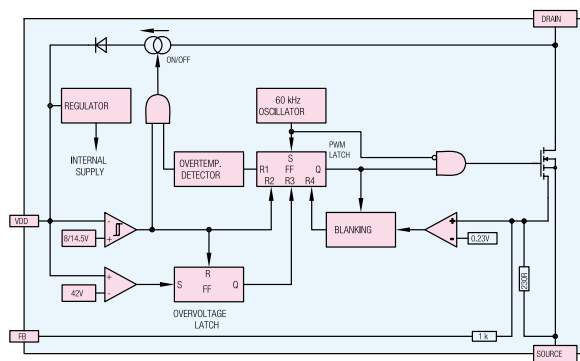 DRAIN
ON/OFF
REGULATOR
60 kHz
OSCILLATOR
INTERNAL
SUPPLY
OVERTEMP.
DETECTOR
PWM
LATCH
S
R1 FF Q
R2 R3 R4
VDD
-
8/14.5V
+
BLANKING
+
-
0.23V
230R
R
S FF Q
+
42V
-
OVERVOLTAGE
LATCH
FB
1 k
SOURCE